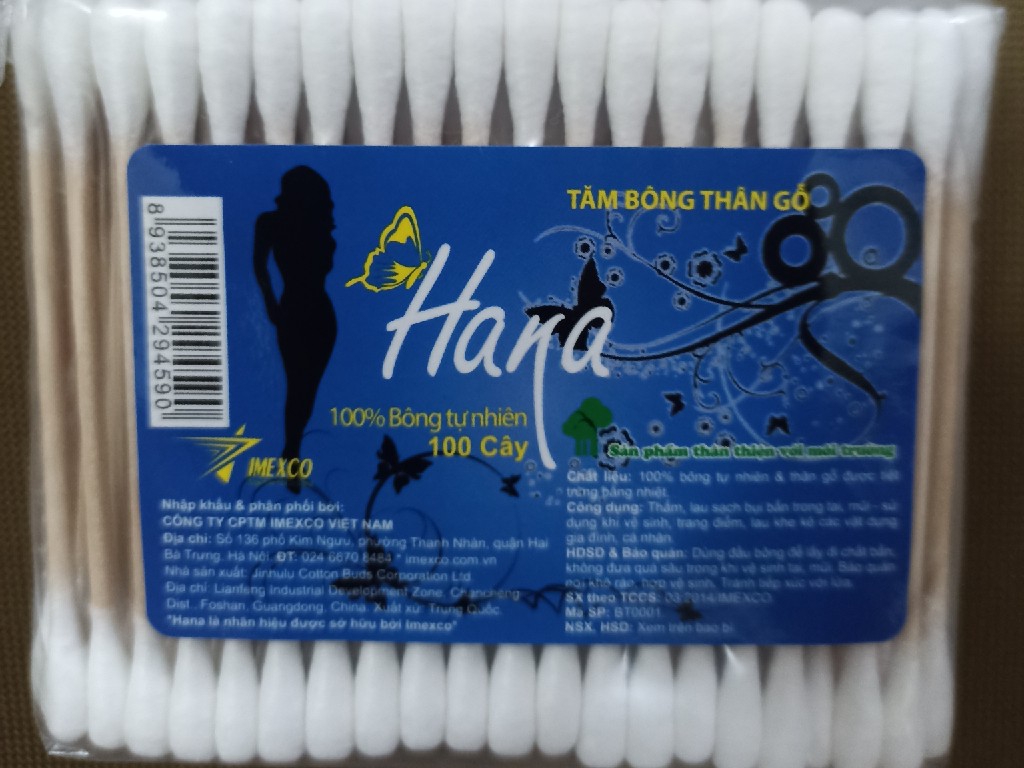 TĂM BÔNG THÂN GỖ
Hana
100% Bông tự nhiên
100 Cây
8 938504 294590
IMEXCO
Sản phẩm thân thiện với môi trường
Nhập khẩu & phân phối bởi:
CÔNG TY CPTM IMEXCO VIỆT NAM
Địa chỉ: Số 136 phố Kim Ngưu, phường Thanh Nhàn, quận Hai
Bà Trưng, Hà Nội. ĐT: 024 6670 8484 * imexco.com.vn
Nhà sản xuất: Jinnulu Cotton Buds Corporation Ltd
Địa chỉ: Lianfeng Industrial Development Zone, Chancheng
Dist., Foshan, Guangdong, China. Xuất xứ: Trung Quốc.
"Hana là nhãn hiệu được sở hữu bởi Imexco"
Chất liệu: 100% bông tự nhiên & thân gỗ được tiệt
trùng bằng nhiệt.
Công dụng: Thấm, lau sạch bụi bẩn trong tai, mũi - sử
dụng khi vệ sinh, trang điểm, lau khe kẽ các vật dụng
gia đình, cá nhân.
HDSD & Bảo quản: Dùng đầu bông để lấy đi chất bẩn,
không đưa quá sâu trong khi vệ sinh tai, mũi. Bảo quản
nơi khô ráo, hợp vệ sinh. Tránh tiếp xúc với lửa.
SX theo TCCS: 03:2014/IMEXCO
Mã SP: BT0001
NSX, HSD: Xem trên bao bì